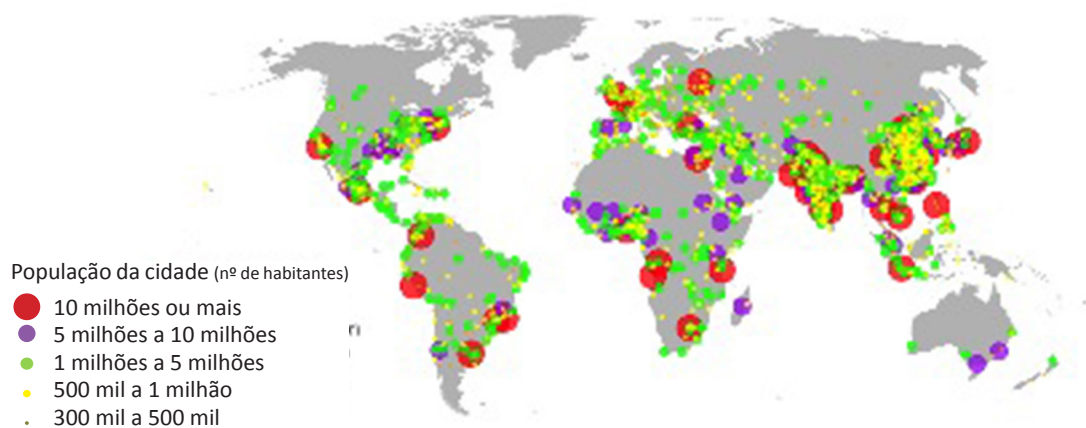 População da cidade (nº de habitantes)
10 milhões ou mais
5 milhões a 10 milhões
1 milhões a 5 milhões
500 mil a 1 milhão
300 mil a 500 mil